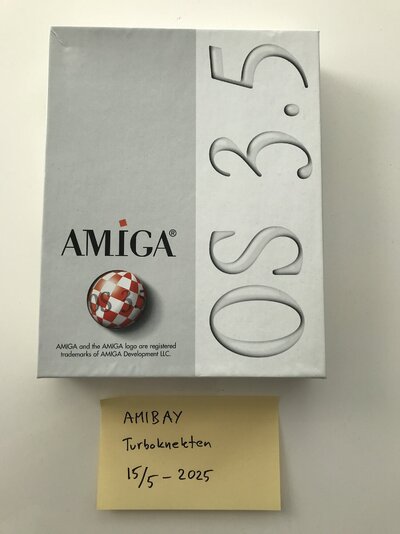 OS 3.5
AMIGA®
OS
AMIGA and the AMIGA logo are registered
trademarks of AMIGA Development LLC.
AMIBAY
Turboknekten
15/5-2025